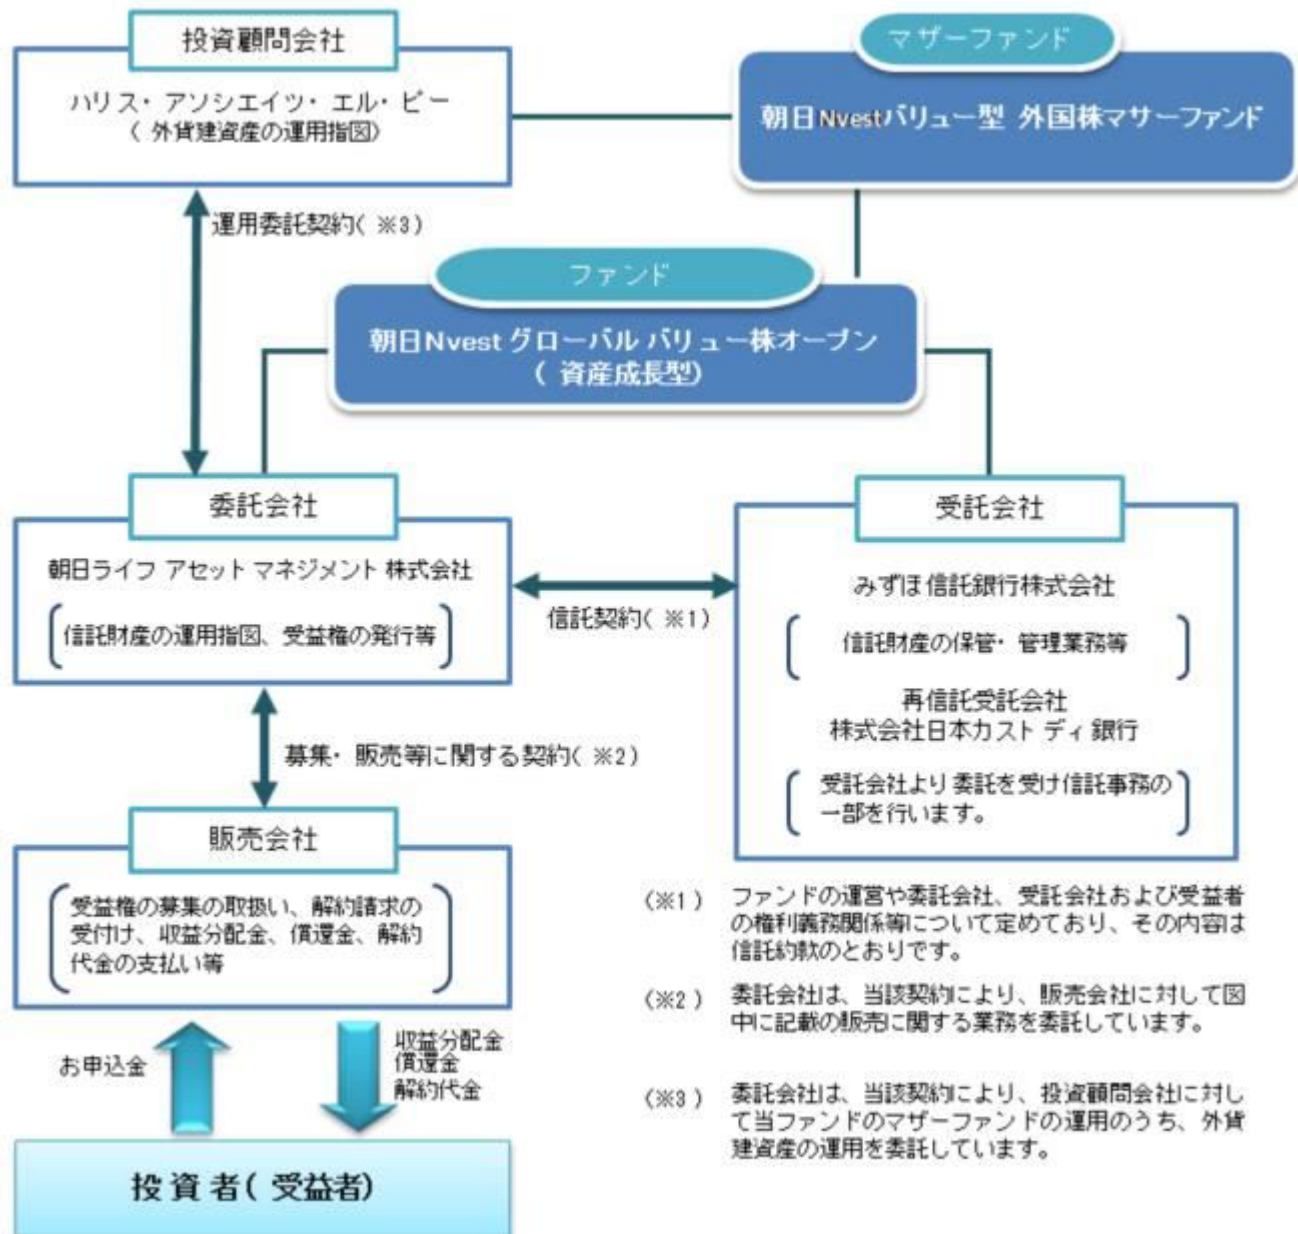 投資顧問会社
ハリス・アソシエイツ・エル・ピー
( 外貨建資産の運用指図)
マザーファンド
朝日Nvestバリュー型 外国株マザーファンド
運用委託契約( ※3)
ファンド
朝日Nvest グローバル バリュー株オープン
( 資産成長型)
委託会社
朝日ライフ アセット マネジメント 株式会社
信託財産の運用指図、受益権の発行等
信託契約( ※1)
受託会社
みずほ信託銀行株式会社
信託財産の保管・管理業務等
再信託受託会社
株式会社日本カストディ銀行
受託会社より委託を受け信託事務の
一部を行います。
募集・販売等に関する契約( ※2)
販売会社
受益権の募集の取扱い、解約請求の
受付け、収益分配金、償還金、解約
代金の支払い等
お申込金
収益分配金
償還金
解約代金
投資者( 受益者)
(※1) ファンドの運営や委託会社、受託会社および受益者
の権利義務関係等について定めており、その内容は
信託約款のとおりです。
(※2) 委託会社は、当該契約により、販売会社に対して図
中に記載の販売に関する業務を委託しています。
(※3) 委託会社は、当該契約により、投資顧問会社に対し
て当ファンドのマザーファンドの運用のうち、外貨
建資産の運用を委託しています。